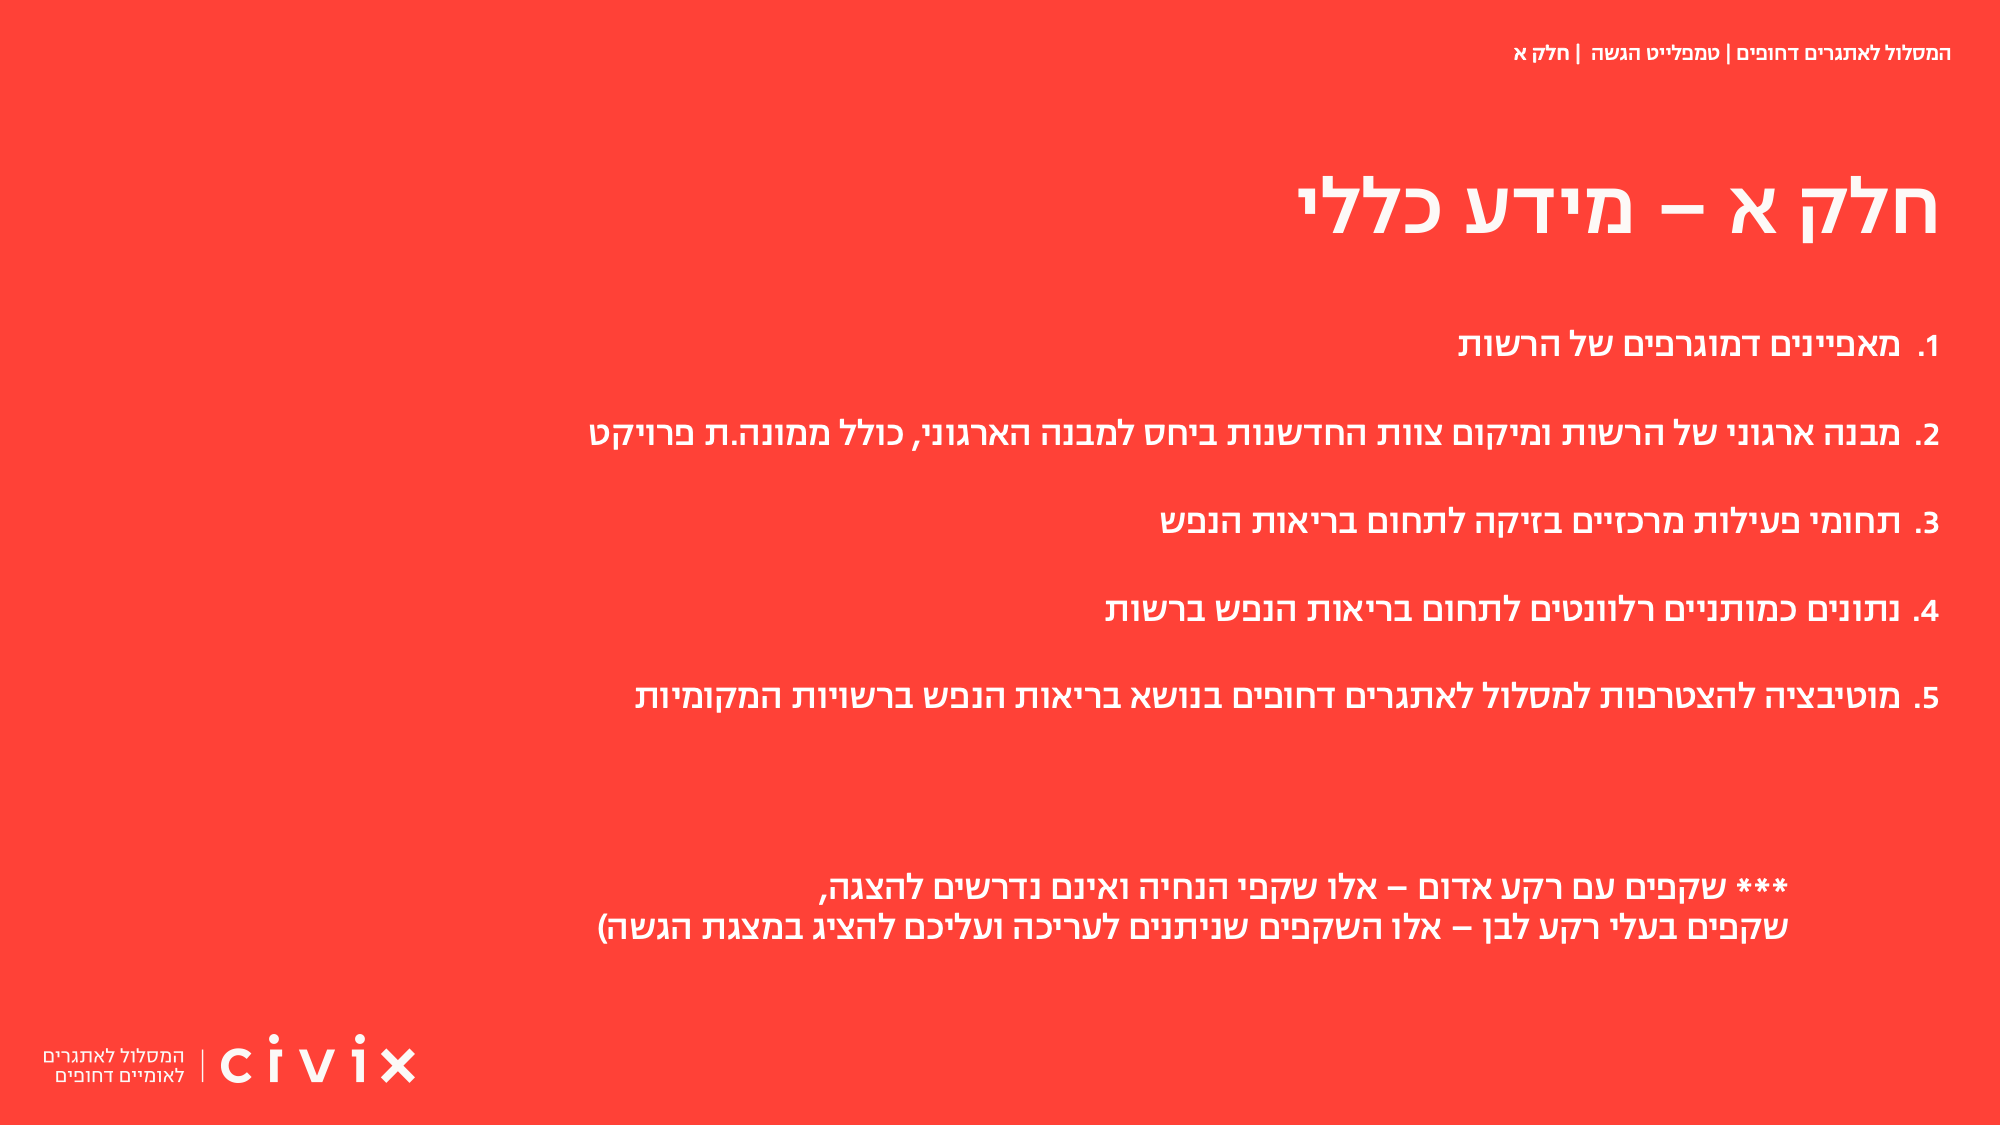 המסלול לאתגרים דחופים | טמפלייט הגשה | חלק א
חלק א – מידע כללי
1. מאפיינים דמוגרפים של הרשות
2. מבנה ארגוני של הרשות ומיקום צוות החדשנות ביחס למבנה הארגוני, כולל ממונה.ת פרויקט
3. תחומי פעילות מרכזיים בזיקה לתחום בריאות הנפש
4. נתונים כמותניים רלוונטים לתחום בריאות הנפש ברשות
5. מוטיבציה להצטרפות למסלול לאתגרים דחופים בנושא בריאות הנפש ברשויות המקומיות
*** שקפים עם רקע אדום – אלו שקפי הנחיה ואינם נדרשים להצגה,
שקפים בעלי רקע לבן – אלו השקפים שניתנים לעריכה ועליכם להציג במצגת הגשה)
civix
המסלול לאתגרים
לאומיים דחופים